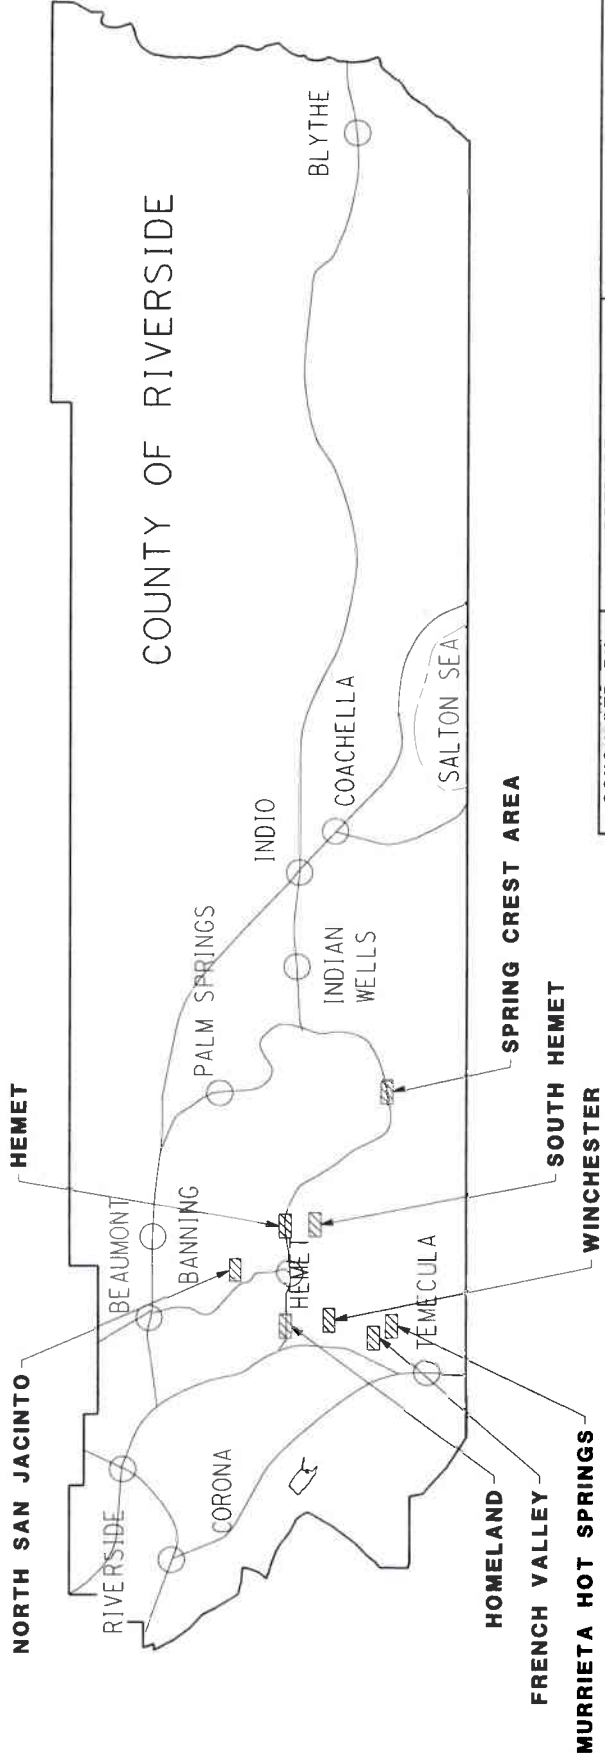 COUNTY OF RIVERSIDE
NORTH SAN JACINTO
HEMET
RIVERSIDE
CORONA
BEAUMONT
BANNING
PALM SPRINGS
INDIO
COACHELLA
INDIAN
WELLS
BLYTHE
SALTON SEA
HEMET
TEMECULA
HOMELAND
FRENCH VALLEY
MURRIETA HOT SPRINGS
WINCHESTER
SOUTH HEMET
SPRING CREST AREA